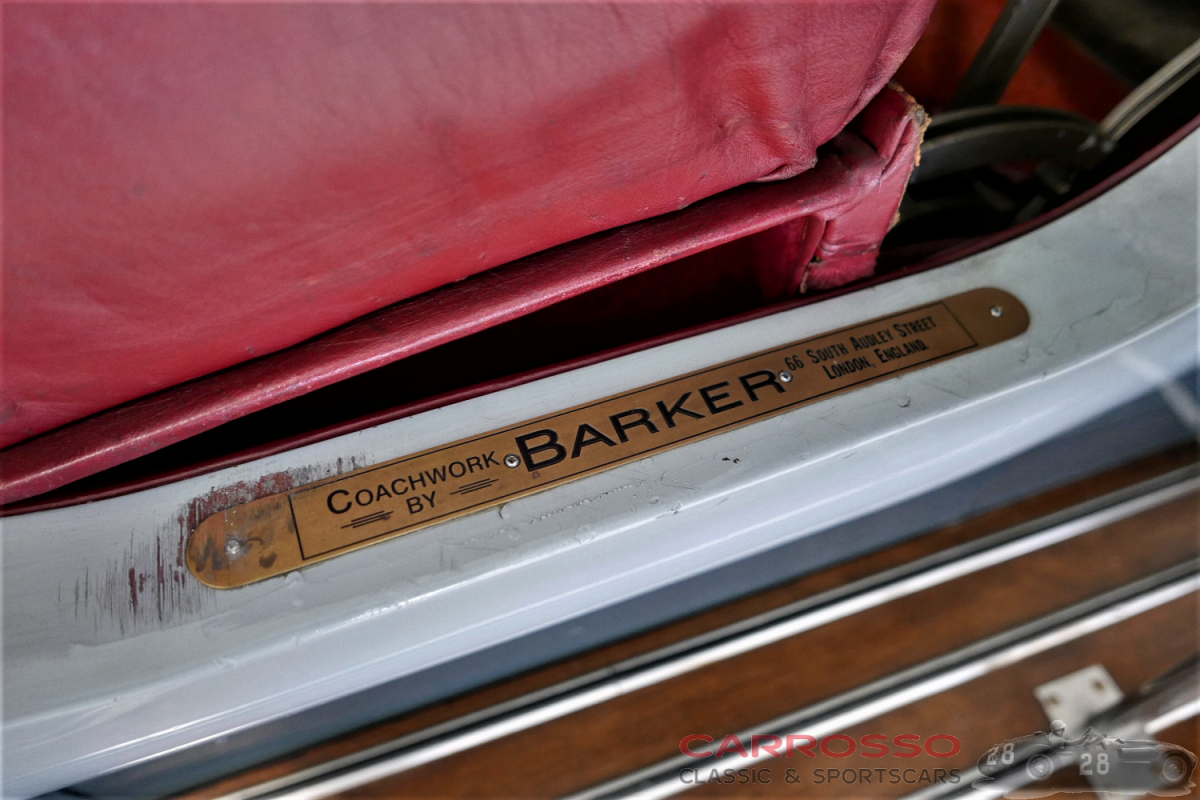 COACHWORK
BY
BARKER
66 SOUTH AUDLEY STREET
LONDON, ENGLAND.
CARROSSO
CLASSIC & SPORTSCARS
28
28